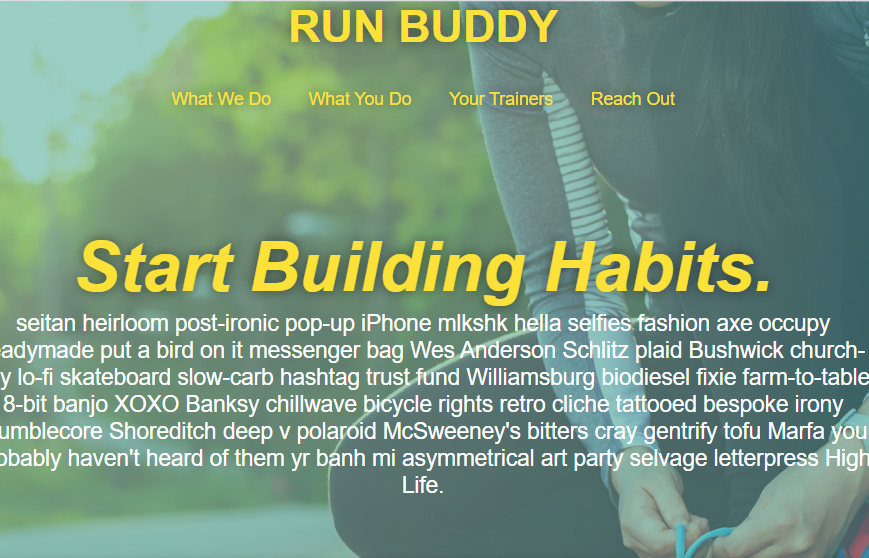 RUN BUDDY
What We Do What You Do Your Trainers Reach Out
Start Building Habits.
seitan heirloom post-ironic pop-up iPhone mlkshk hella selfies fashion axe occupy
eadymade put a bird on it messenger bag Wes Anderson Schlitz plaid Bushwick church-
y lo-fi skateboard slow-carb hashtag trust fund Williamsburg biodiesel fixie farm-to-table
8-bit banjo XOXO Banksy chillwave bicycle rights retro cliche tattooed bespoke irony
umblecore Shoreditch deep v polaroid McSweeney's bitters cray gentrify tofu Marfa you
obably haven't heard of them yr banh mi asymmetrical art party selvage letterpress High
Life.